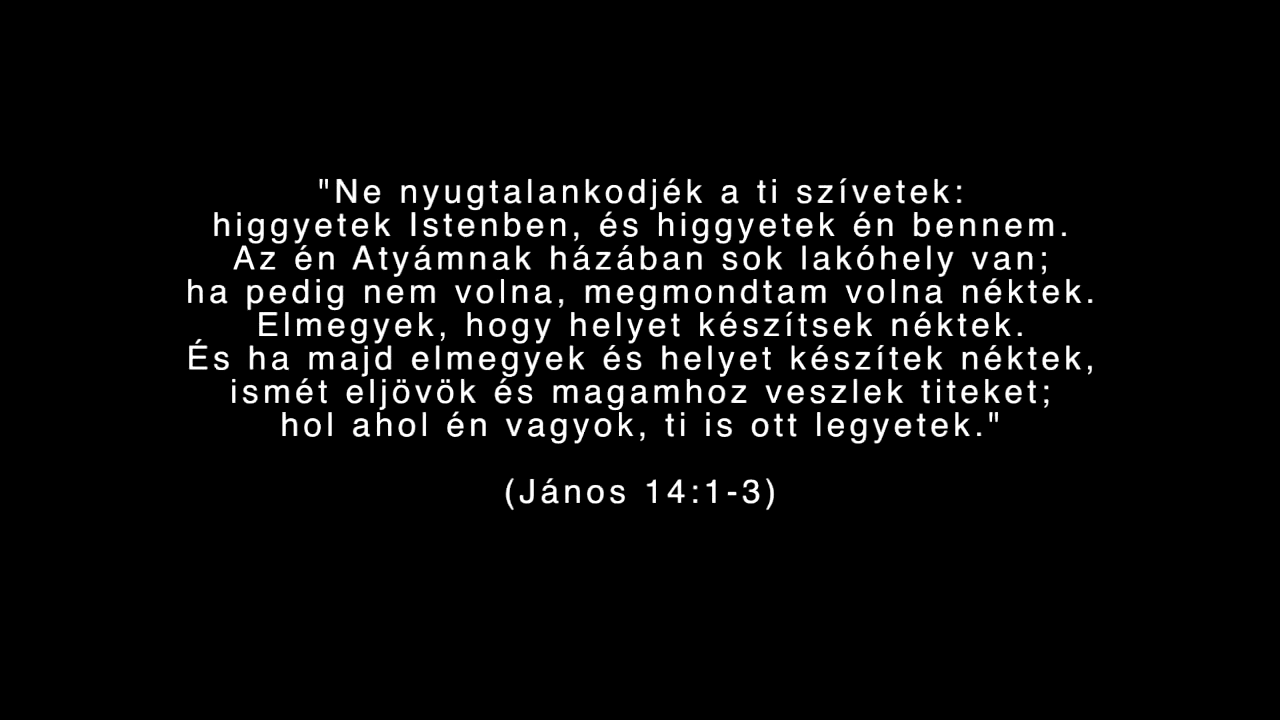 "Ne nyugtalankodjék a ti szívetek:
higgyetek Istenben, és higgyetek én bennem.
Az én Atyámnak házában sok lakóhely van;
ha pedig nem volna, megmondtam volna néktek.
Elmegyek, hogy helyet készítsek néktek.
És ha majd elmegyek és helyet készítek néktek,
ismét eljövök és magamhoz veszlek titeket;
hol ahol én vagyok, ti is ott legyetek."
(János 14:1-3)